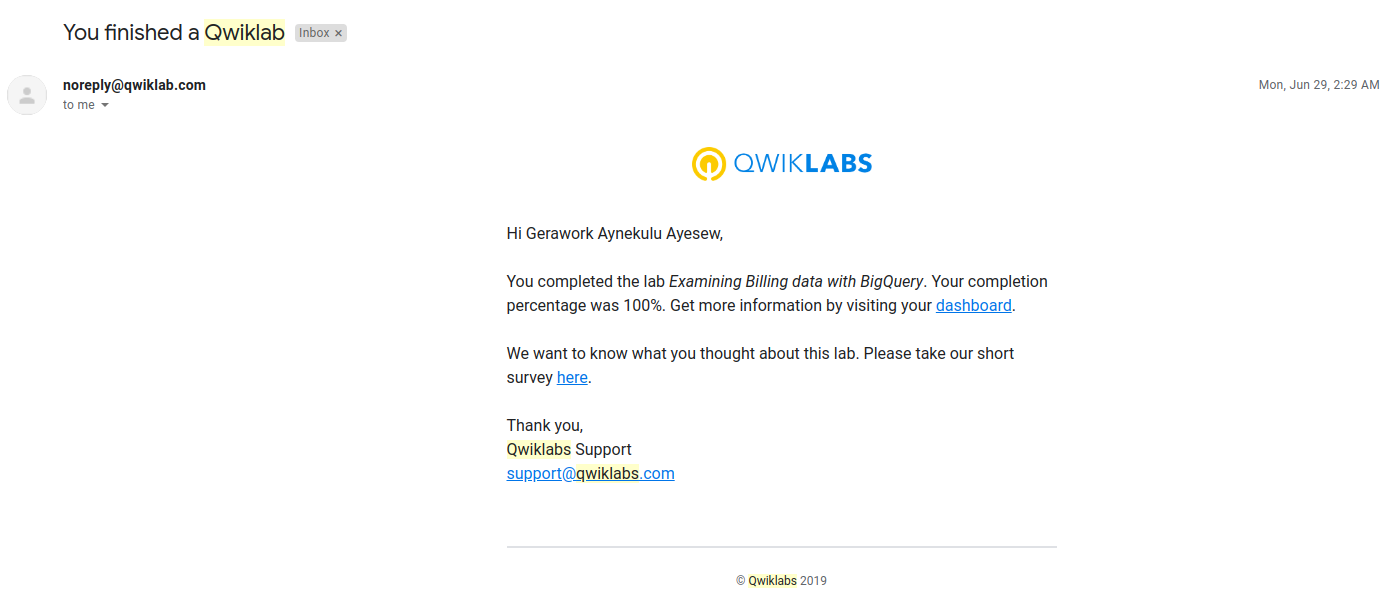 You finished a Qwiklab Inbox ×
noreply@qwiklab.com
Mon, Jun 29, 2:29 AM
to me
QWIKLABS
Hi Gerawork Aynekulu Ayesew,
You completed the lab Examining Billing data with BigQuery. Your completion
percentage was 100%. Get more information by visiting your dashboard.
We want to know what you thought about this lab. Please take our short
survey here.
Thank you,
Qwiklabs Support
support@qwiklabs.com
© Qwiklabs 2019